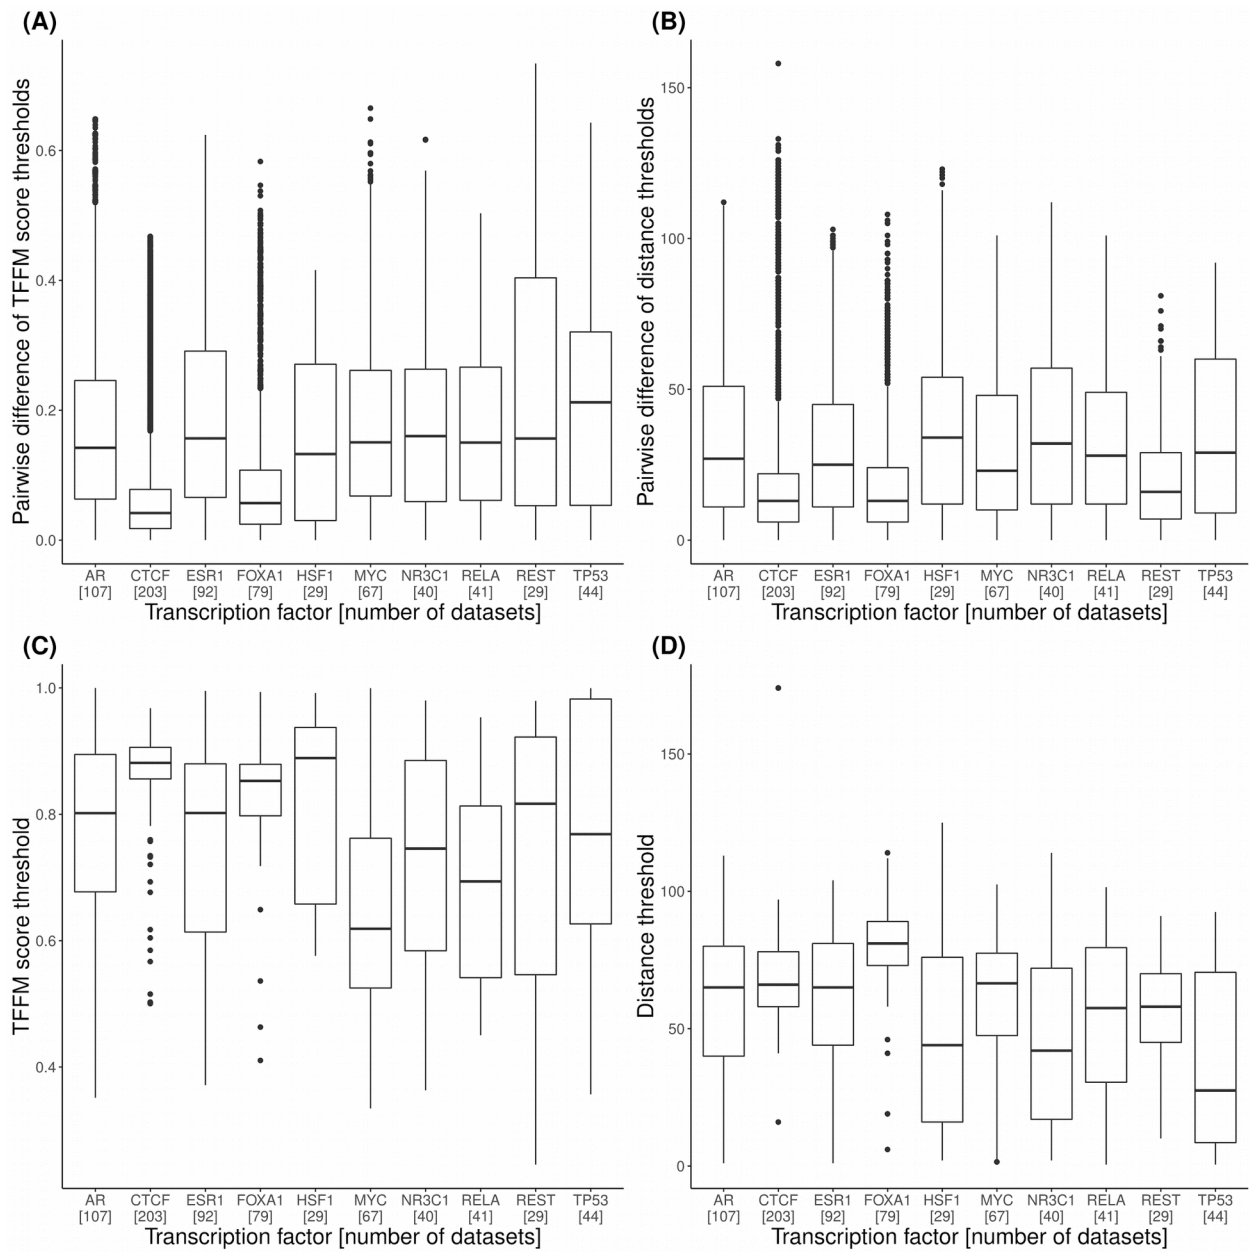 (A)
Pairwise difference of TFFM score thresholds
0.6
0.4
0.2
0.0
AR CTCF ESR1 FOXA1 HSF1 MYC NR3C1 RELA REST TP53
[107] [203] [92] [79] [29] [67] [40] [41] [29] [44]
Transcription factor [number of datasets]
(B)
Pairwise difference of distance thresholds
150
100
50
0
AR CTCF ESR1 FOXA1 HSF1 MYC NR3C1 RELA REST TP53
[107] [203] [92] [79] [29] [67] [40] [41] [29] [44]
Transcription factor [number of datasets]
(C)
TFFM score threshold
1.0
0.8
0.6
0.4
AR CTCF ESR1 FOXA1 HSF1 MYC NR3C1 RELA REST TP53
[107] [203] [92] [79] [29] [67] [40] [41] [29] [44]
Transcription factor [number of datasets]
(D)
Distance threshold
150
100
50
0
AR CTCF ESR1 FOXA1 HSF1 MYC NR3C1 RELA REST TP53
[107] [203] [92] [79] [29] [67] [40] [41] [29] [44]
Transcription factor [number of datasets]